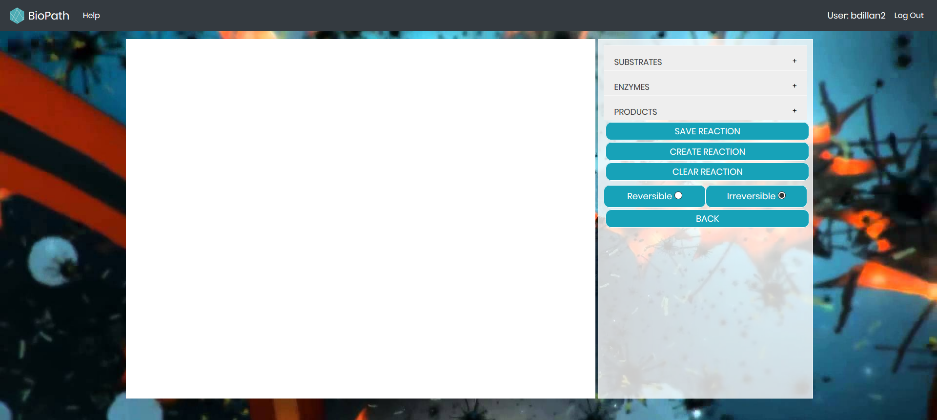 BioPath Help User: bdillan2 Log Out
SUBSTRATES +
ENZYMES +
PRODUCTS +
SAVE REACTION
CREATE REACTION
CLEAR REACTION
Reversible Irreversible
BACK